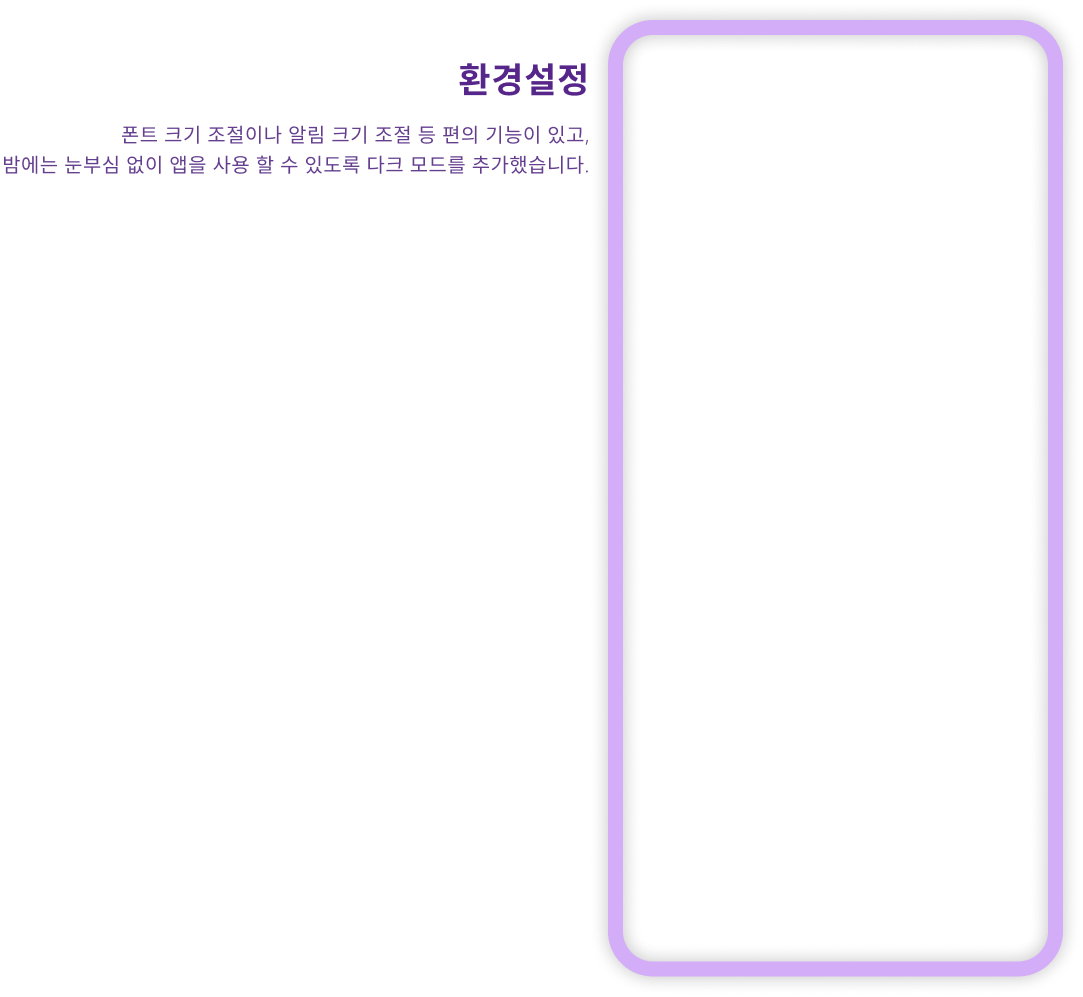 환경설정
폰트 크기 조절이나 알림 크기 조절 등 편의 기능이 있고,
밤에는 눈부심 없이 앱을 사용 할 수 있도록 다크 모드를 추가했습니다.